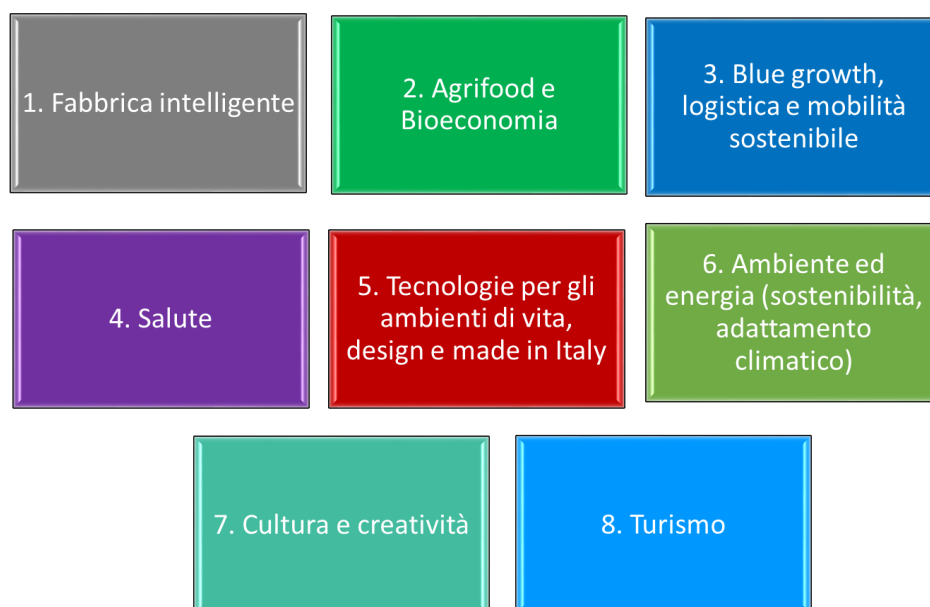 1. Fabbrica intelligente
2. Agrifood e
Bioeconomia
3. Blue growth,
logistica e mobilità
sostenibile
4. Salute
5. Tecnologie per gli
ambienti di vita,
design e made in Italy
6. Ambiente ed
energia (sostenibilità,
adattamento
climatico)
7. Cultura e creatività
8. Turismo